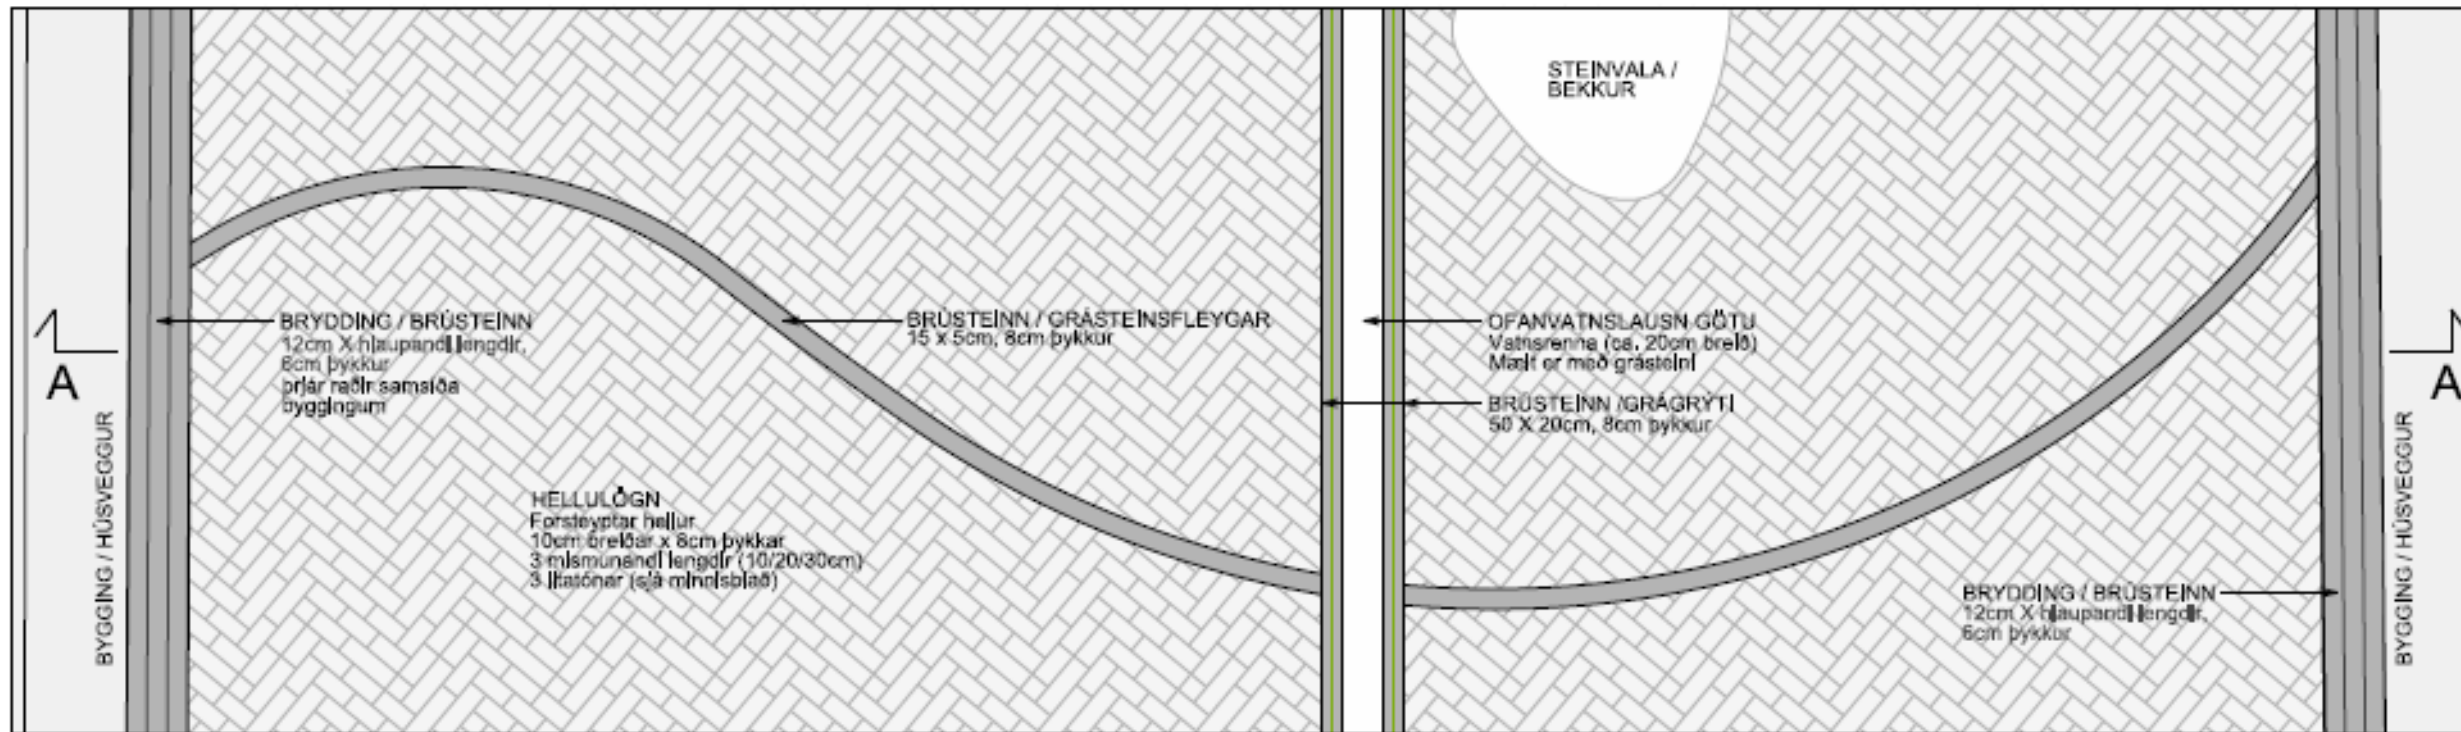 STEINVALA /
BEKKUR
BRYDDING / BRÚSTEINN
12cm X hlaupandi lengdir,
6cm þykkur
þrjár raðir samsíða
byggingum
BRÚSTEINN / GRÁSTEINSFLEYGAR
15 x 5cm, 8cm þykkur
OFANVATNSLAUSN GÖTU
Vatnsrenna (ca. 20cm breið)
Mælt er með grásteini
BRÚSTEINN /GRÁGRÝTI
50 X 20cm, 8cm þykkur
A
A
BYGGING / HÚSVEGGUR
HELLULÖGN
Forsteyptar hellur
10cm breiðar x 8cm þykkar
3 mismunandi lengdir (10/20/30cm)
3 litatónar (sjá minnisblað)
BRYDDING / BRÚSTEINN
12cm X hlaupandi lengdir,
6cm þykkur
BYGGING / HÚSVEGGUR